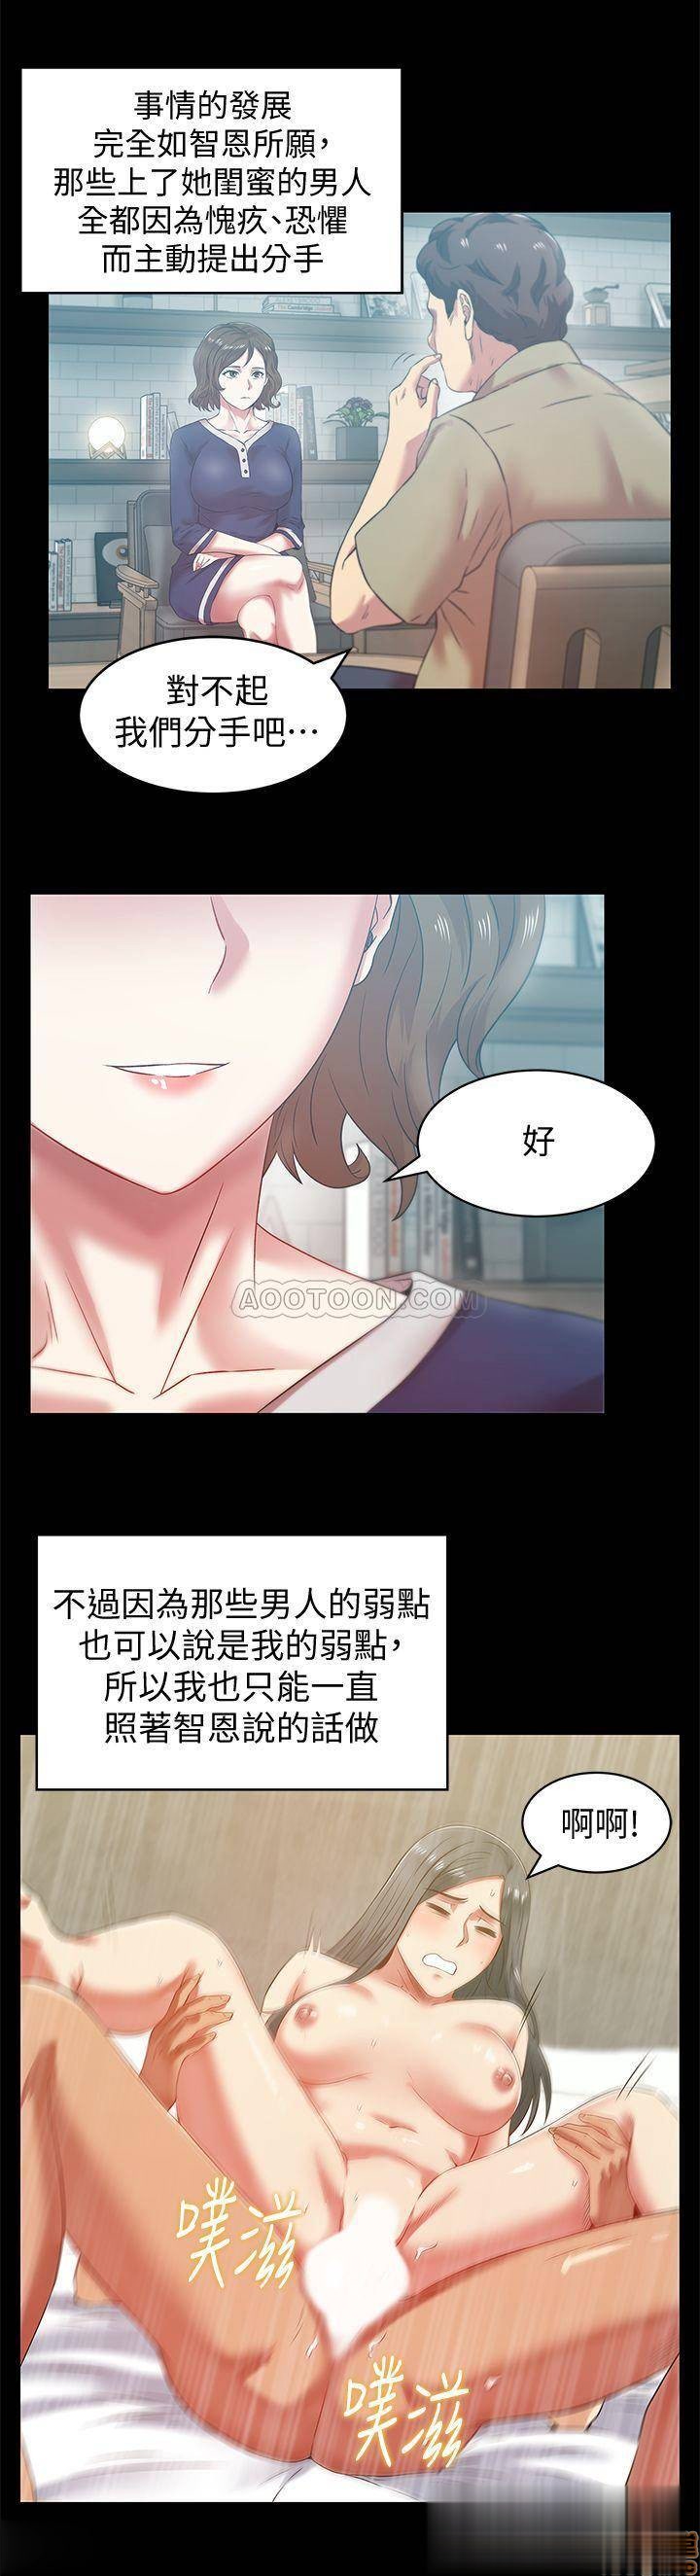 事情的發展
完全如智恩所願,
那些上了她閨蜜的男人
全都因為愧疚、恐懼
而主動提出分手
對不起
我們分手吧⋯
好
AOOTOON.COM
不過因為那些男人的弱點
也可以說是我的弱點,
所以我也只能一直
照著智恩說的話做
啊啊!
噗滋
噗滋